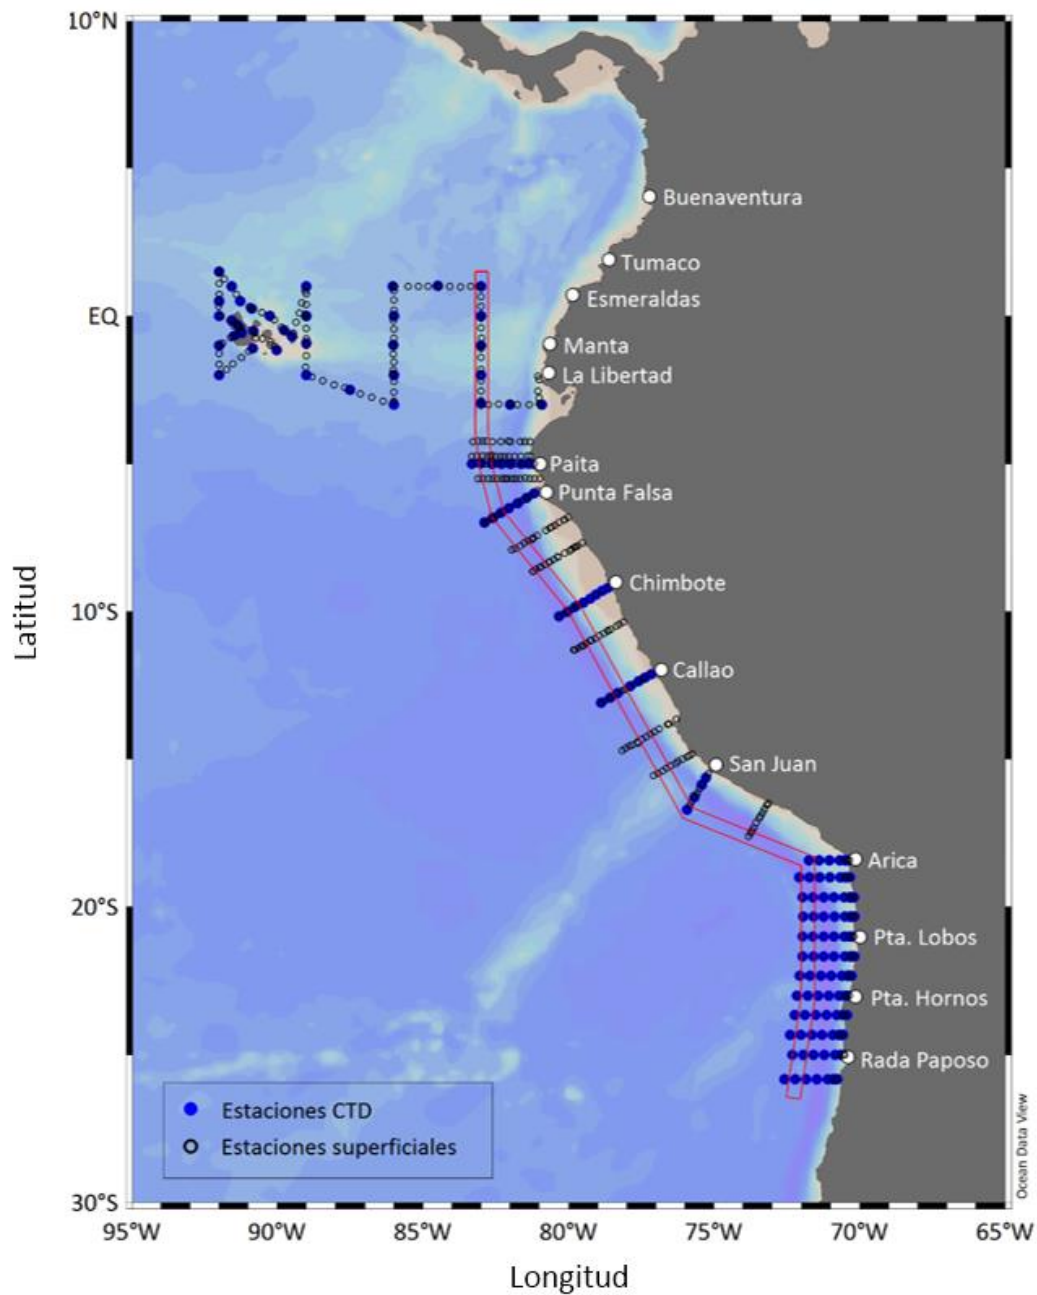 10°N
Buenaventura
Tumaco
EQ
Esmeraldas
Manta
La Libertad
Paita
Punta Falsa
Chimbote
10°S
Latitud
Callao
San Juan
Arica
20°S
Pta. Lobos
Pta. Hornos
Rada Paposo
Estaciones CTD
Estaciones superficiales
Ocean Data View
30°S
95°W 90°W 85°W 80°W 75°W 70°W 65°W
Longitud